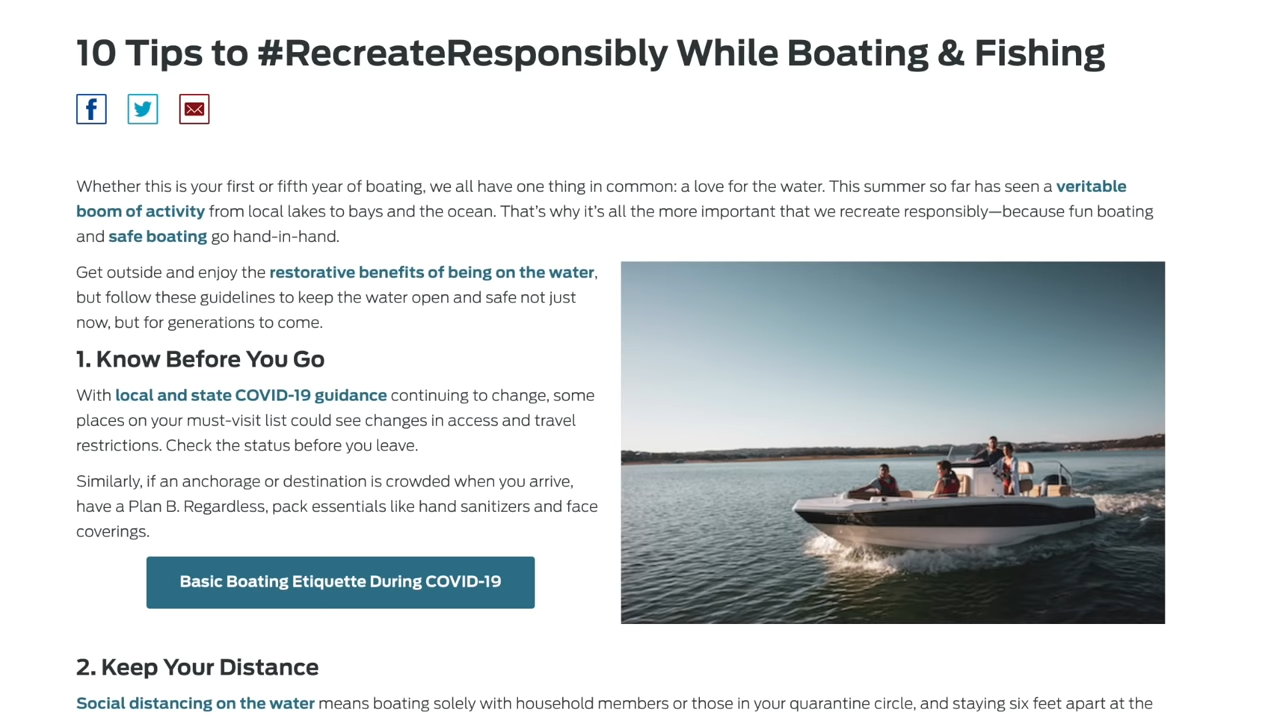 10 Tips to #RecreateResponsibly While Boating & Fishing
Whether this is your first or fifth year of boating, we all have one thing in common: a love for the water. This summer so far has seen a veritable
boom of activity from local lakes to bays and the ocean. That's why it's all the more important that we recreate responsibly—because fun boating
and safe boating go hand-in-hand.
Get outside and enjoy the restorative benefits of being on the water,
but follow these guidelines to keep the water open and safe not just
now, but for generations to come.
1. Know Before You Go
With local and state COVID-19 guidance continuing to change, some
places on your must-visit list could see changes in access and travel
restrictions. Check the status before you leave.
Similarly, if an anchorage or destination is crowded when you arrive,
have a Plan B. Regardless, pack essentials like hand sanitizers and face
coverings.
Basic Boating Etiquette During COVID-19
2. Keep Your Distance
Social distancing on the water means boating solely with household members or those in your quarantine circle, and staying six feet apart at the